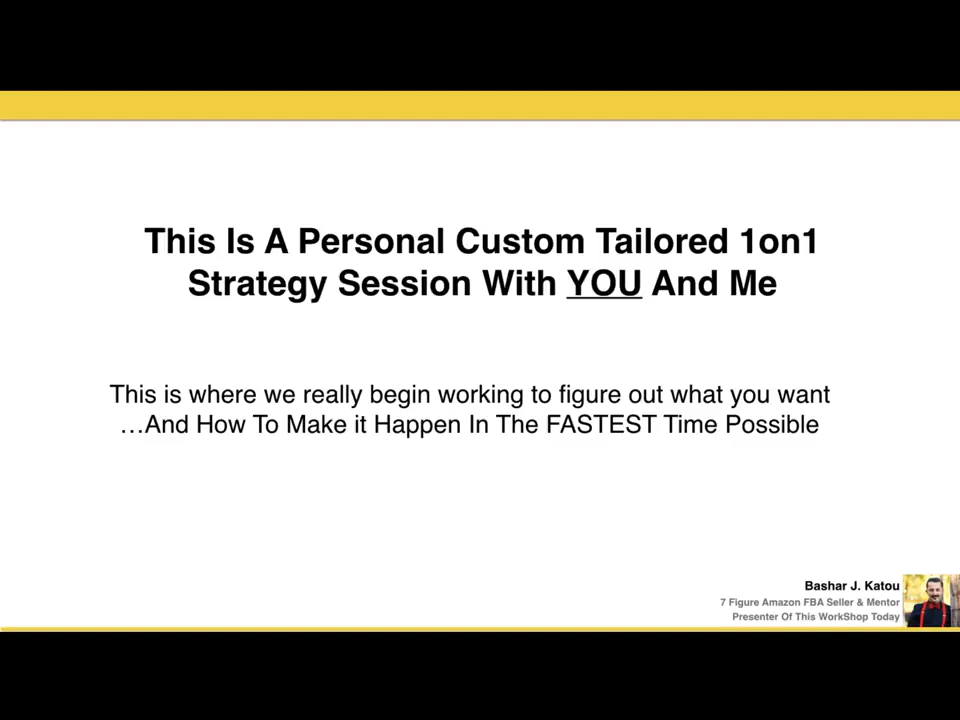 This Is A Personal Custom Tailored 1on1
Strategy Session With YOU And Me
This is where we really begin working to figure out what you want
…And How To Make it Happen In The FASTEST Time Possible
Bashar J. Katou
7 Figure Amazon FBA Seller & Mentor
Presenter Of This WorkShop Today